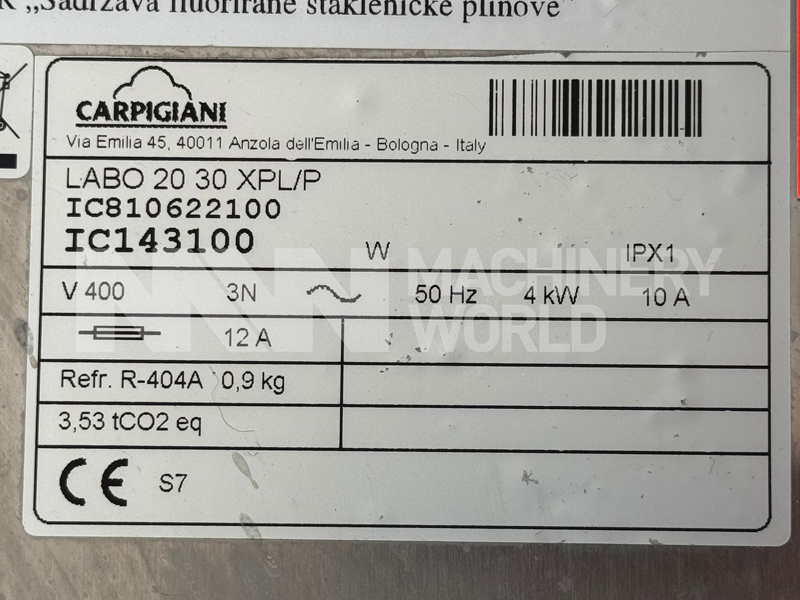 „Sadržava fluorirane stakleničke plinove“
CARPIGIANI
Via Emilia 45, 40011 Anzola dell'Emilia - Bologna - Italy
LABO 20 30 XPL/P
IC810622100
IC143100 W IPX1
V 400 3N 50 Hz 4 kW 10 A
12 A
Refr. R-404A 0,9 kg
3,53 tCO2 eq
CE S7
MACHINERY
WORLD